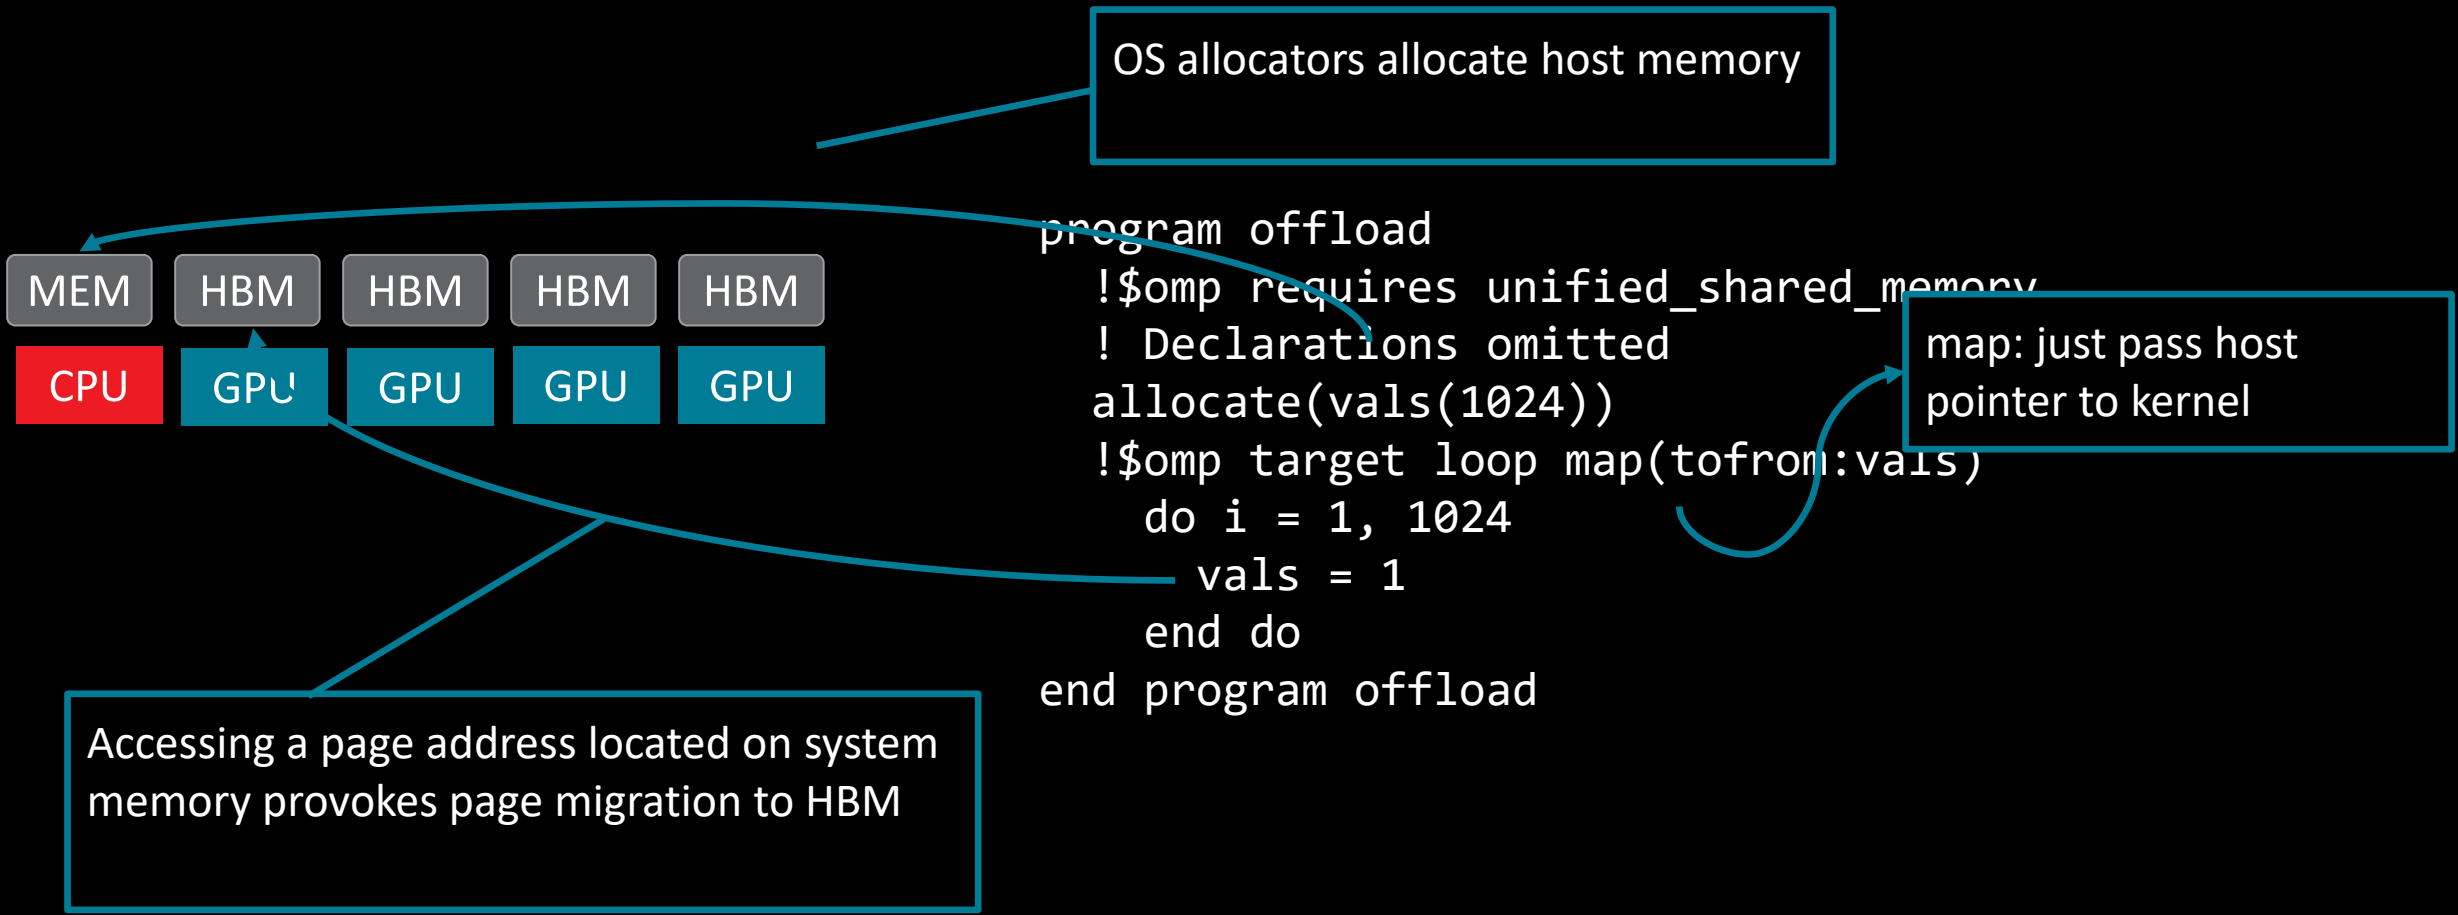 OS allocators allocate host memory
MEM HBM HBM HBM HBM
CPU GPU GPU GPU GPU
program offload
!$omp requires unified_shared_memory
! Declarations omitted
allocate(vals(1024))
!$omp target loop map(tofrom:vals)
do i = 1, 1024
vals = 1
end do
end program offload
map: just pass host
pointer to kernel
Accessing a page address located on system
memory provokes page migration to HBM